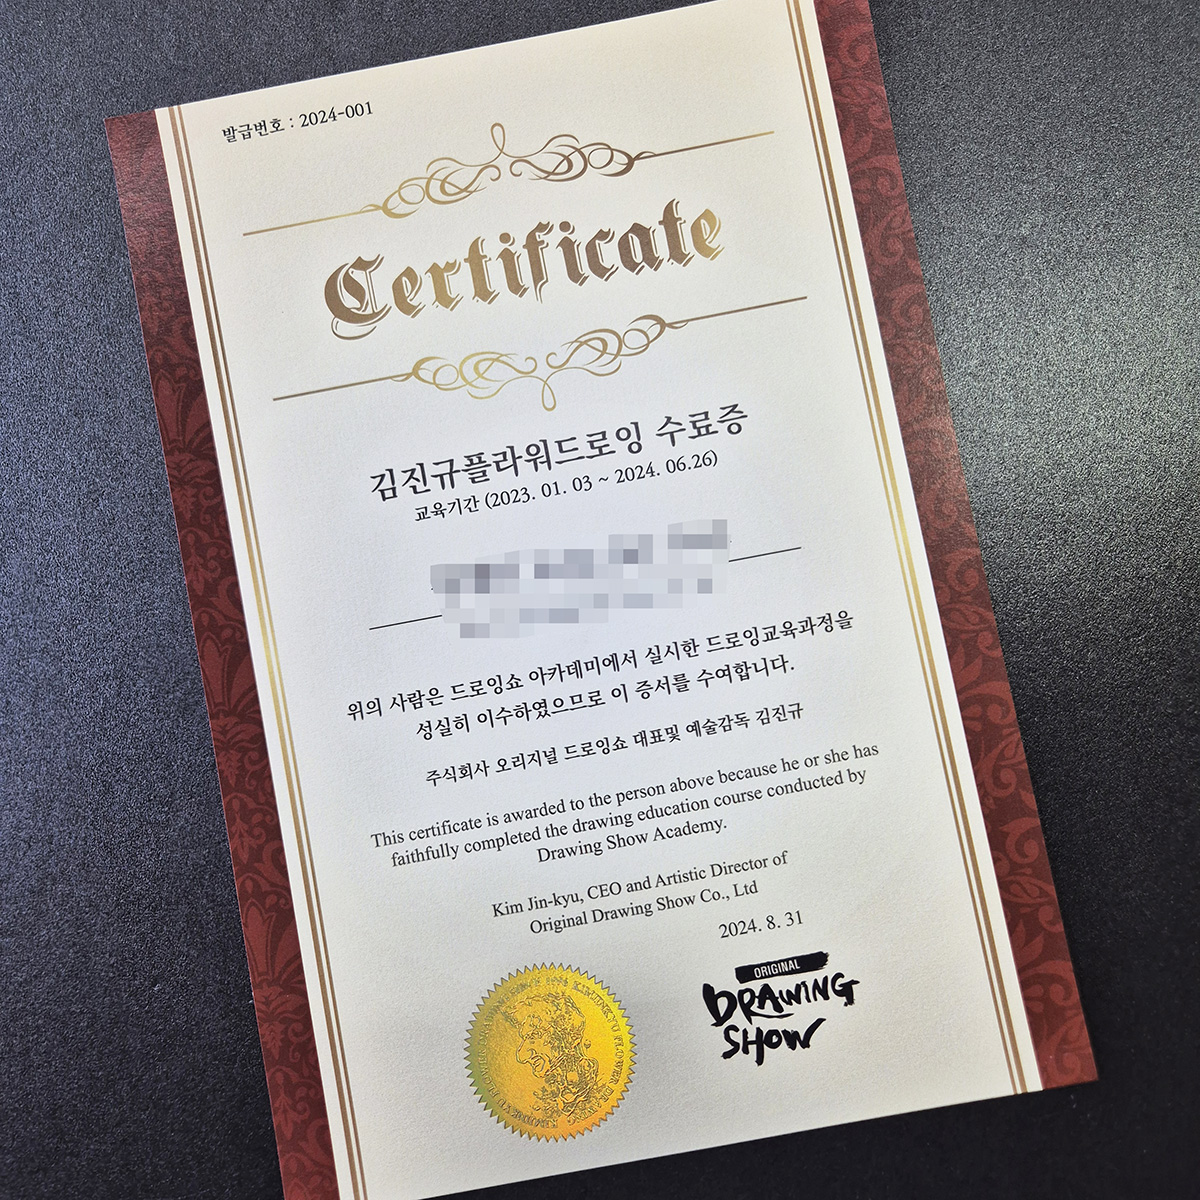 발급번호 : 2024-001
Certificate
김진규플라워드로잉 수료증
교육기간 (2023. 01. 03 ~ 2024. 06.26)
위의 사람은 드로잉쇼 아카데미에서 실시한 드로잉교육과정을
성실히 이수하였으므로 이 증서를 수여합니다.
주식회사 오리지널 드로잉쇼 대표및 예술감독 김진규
This certificate is awarded to the person above because he or she has
faithfully completed the drawing education course conducted by
Drawing Show Academy.
Kim Jin-kyu, CEO and Artistic Director of
Original Drawing Show Co., Ltd
2024. 8. 31
ORIGINAL
DRAWING
SHOW